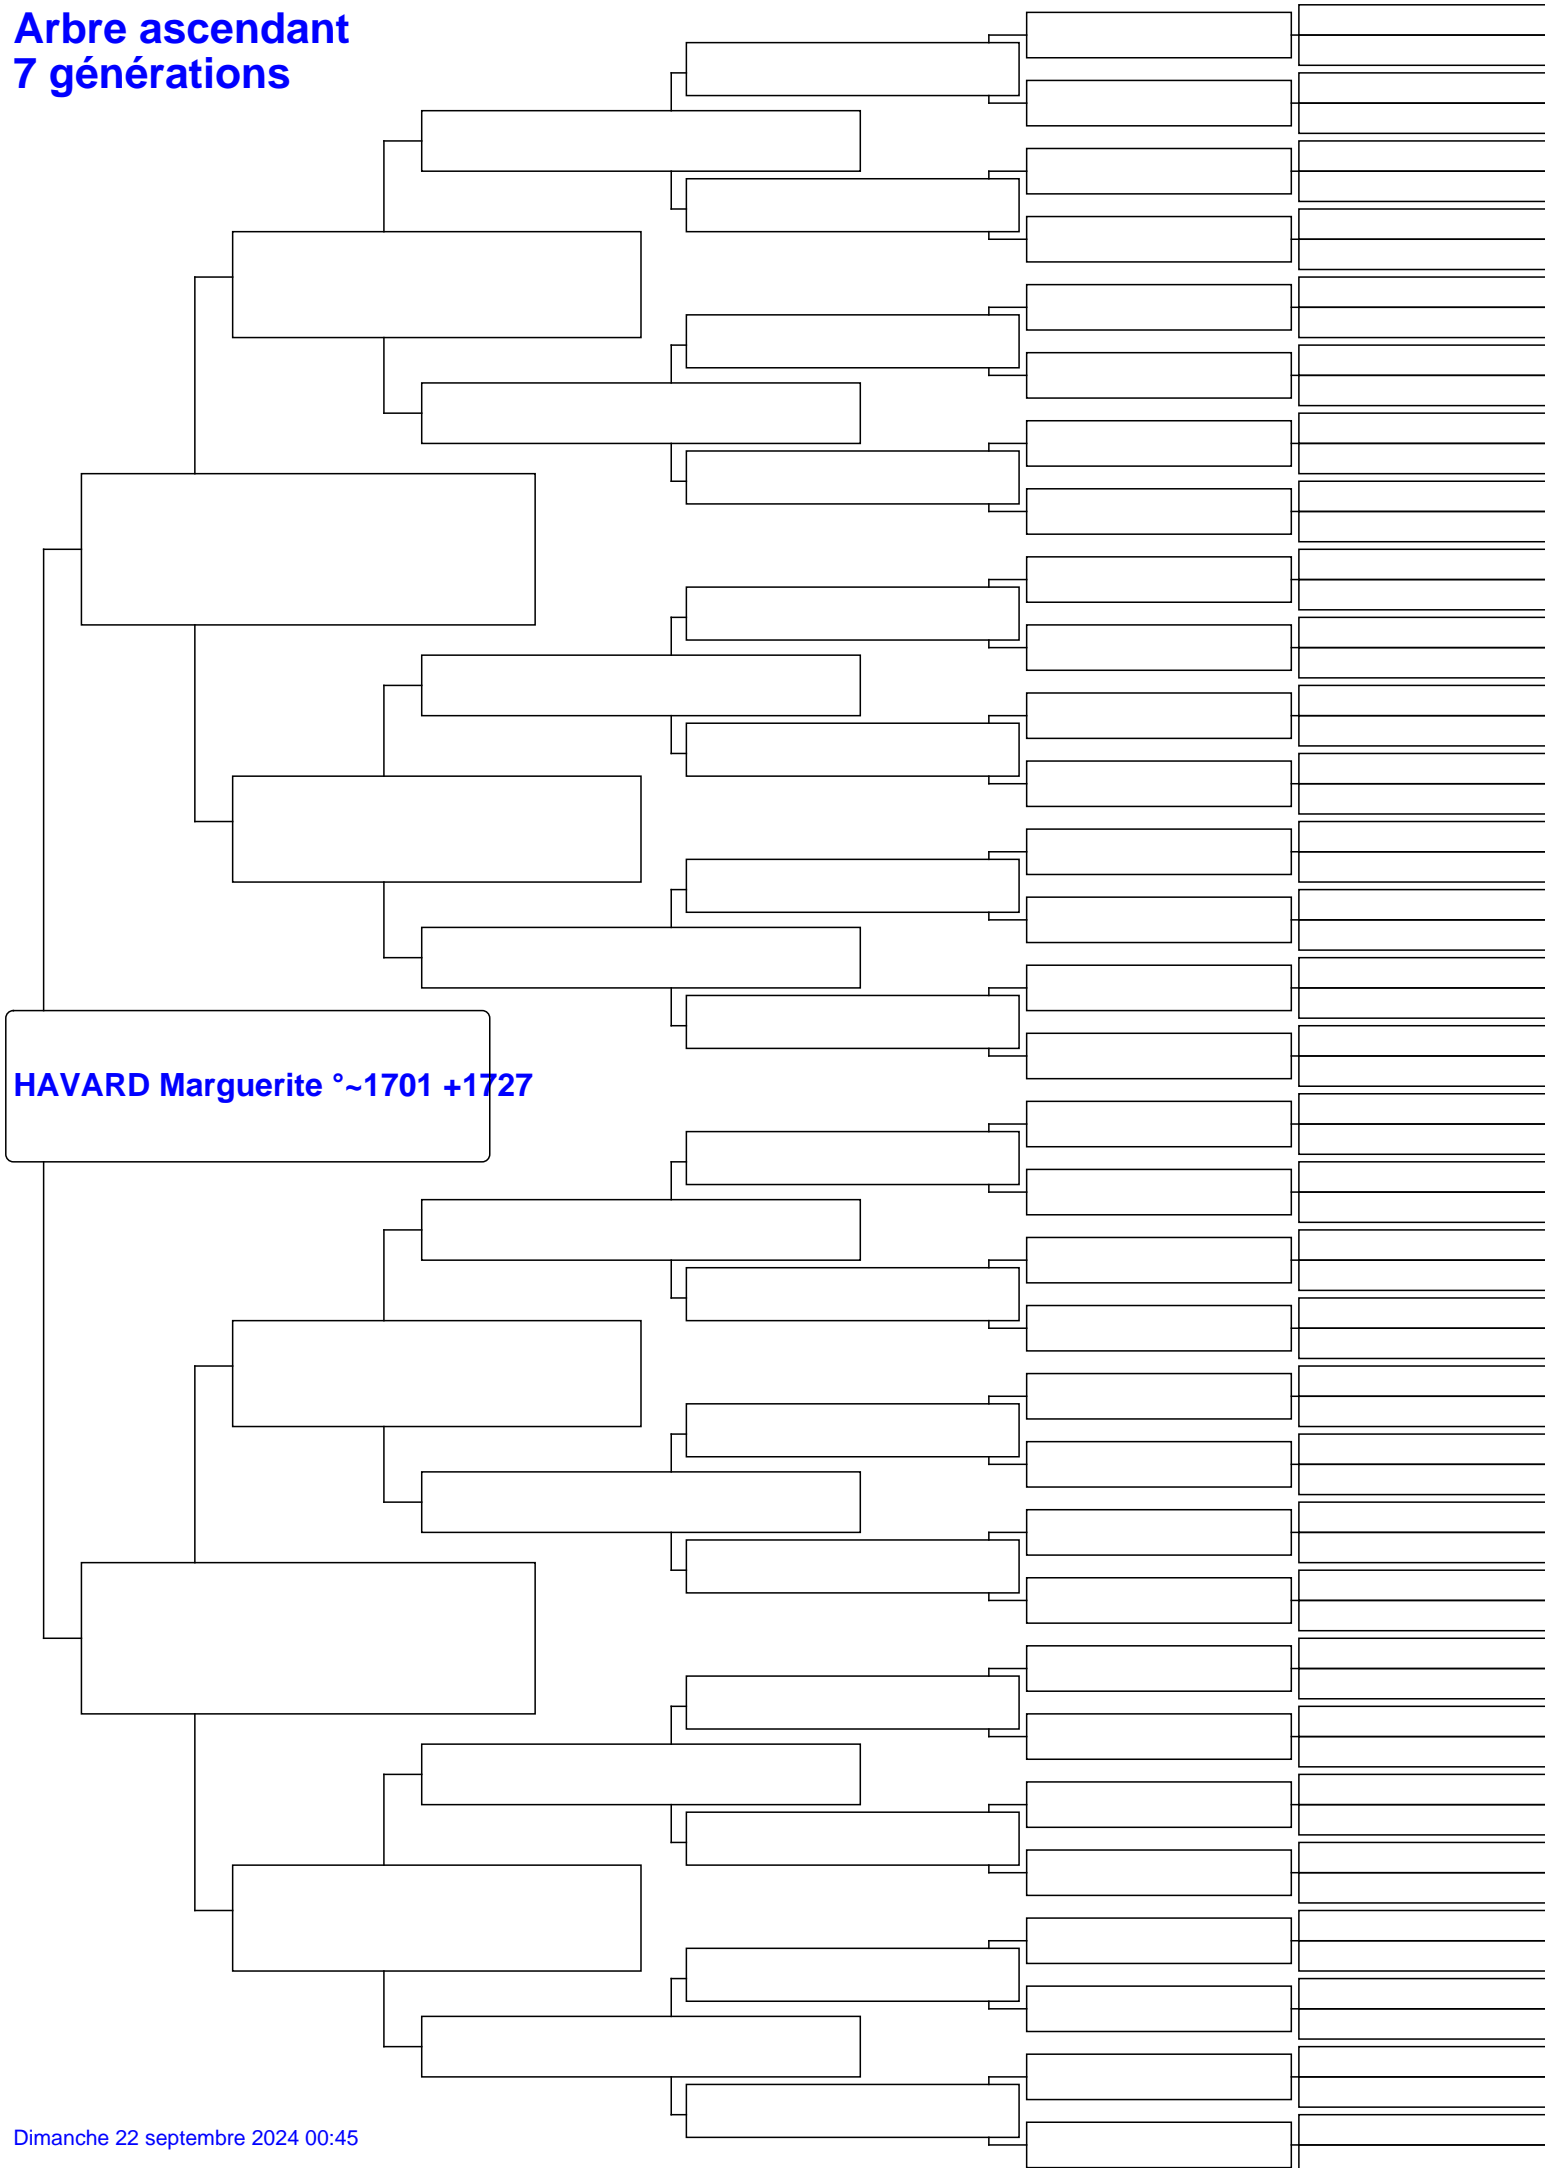 Arbre ascendant
7 générations
HAVARD Marguerite °~1701 +1727
Dimanche 22 septembre 2024 00:45